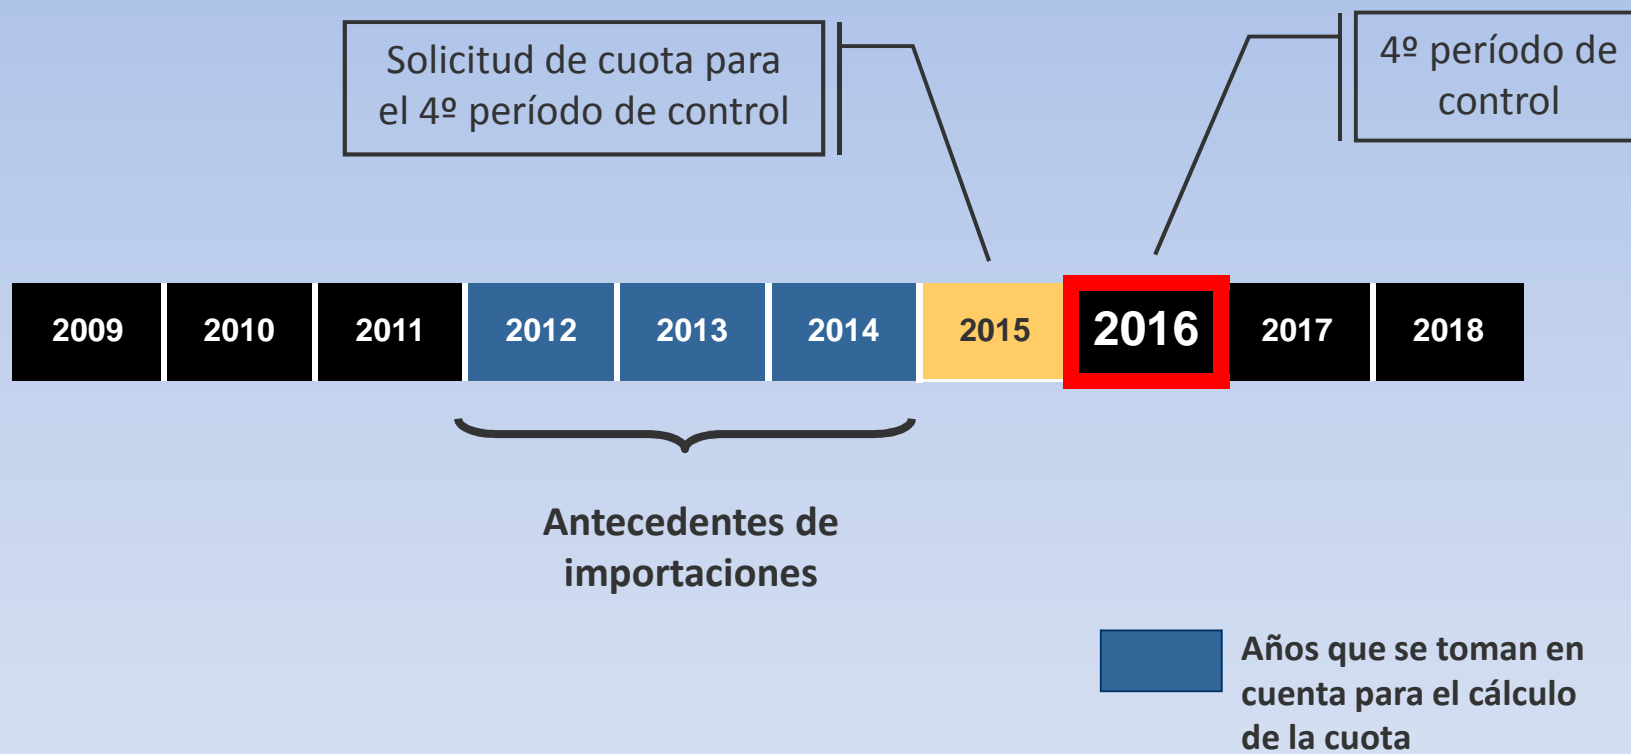 Solicitud de cuota para
el 4º período de control
4º período de
control
2009 2010 2011 2012 2013 2014 2015 2016 2017 2018
Antecedentes de
importaciones
Años que se toman en
cuenta para el cálculo
de la cuota